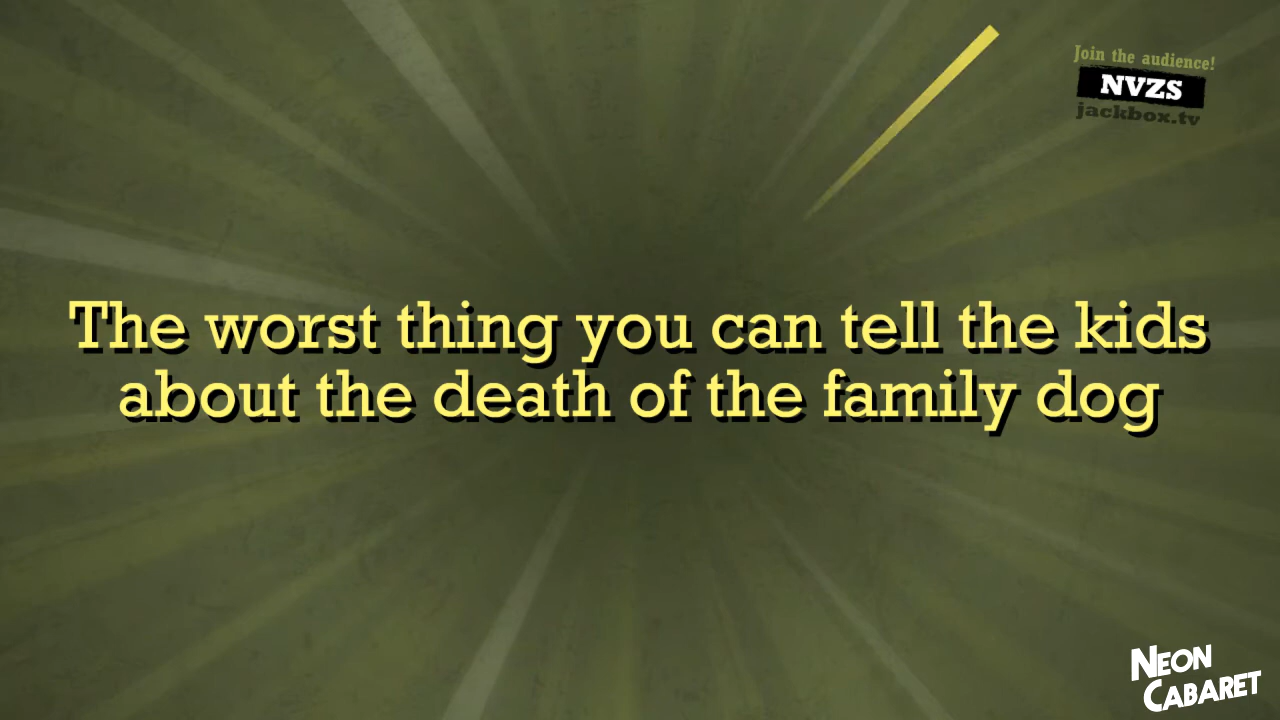 Join the audience!
NVZS
jackbox.tv
The worst thing you can tell the kids
about the death of the family dog
NEON
CABARET